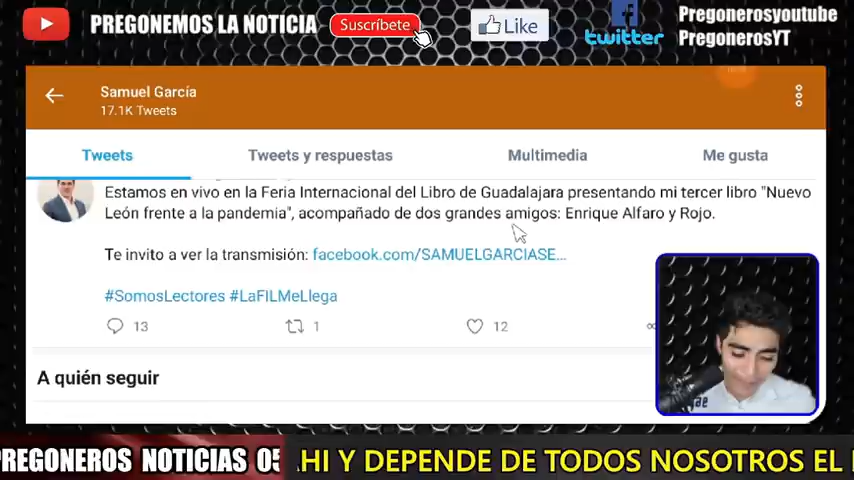 PREGONEMOS LA NOTICIA
Suscríbete
Like
twitter
Pregonerosyoutube
PregonerosYT
Samuel García
17.1K Tweets
Tweets
Tweets y respuestas
Multimedia
Me gusta
Estamos en vivo en la Feria Internacional del Libro de Guadalajara presentando mi tercer libro "Nuevo
León frente a la pandemia", acompañado de dos grandes amigos: Enrique Alfaro y Rojo.
Te invito a ver la transmisión: facebook.com/SAMUELGARCIASE...
#SomosLectores #LaFILMeLlega
13
1
12
A quién seguir
PREGONEROS NOTICIAS 05
AHI Y DEPENDE DE TODOS NOSOTROS EL